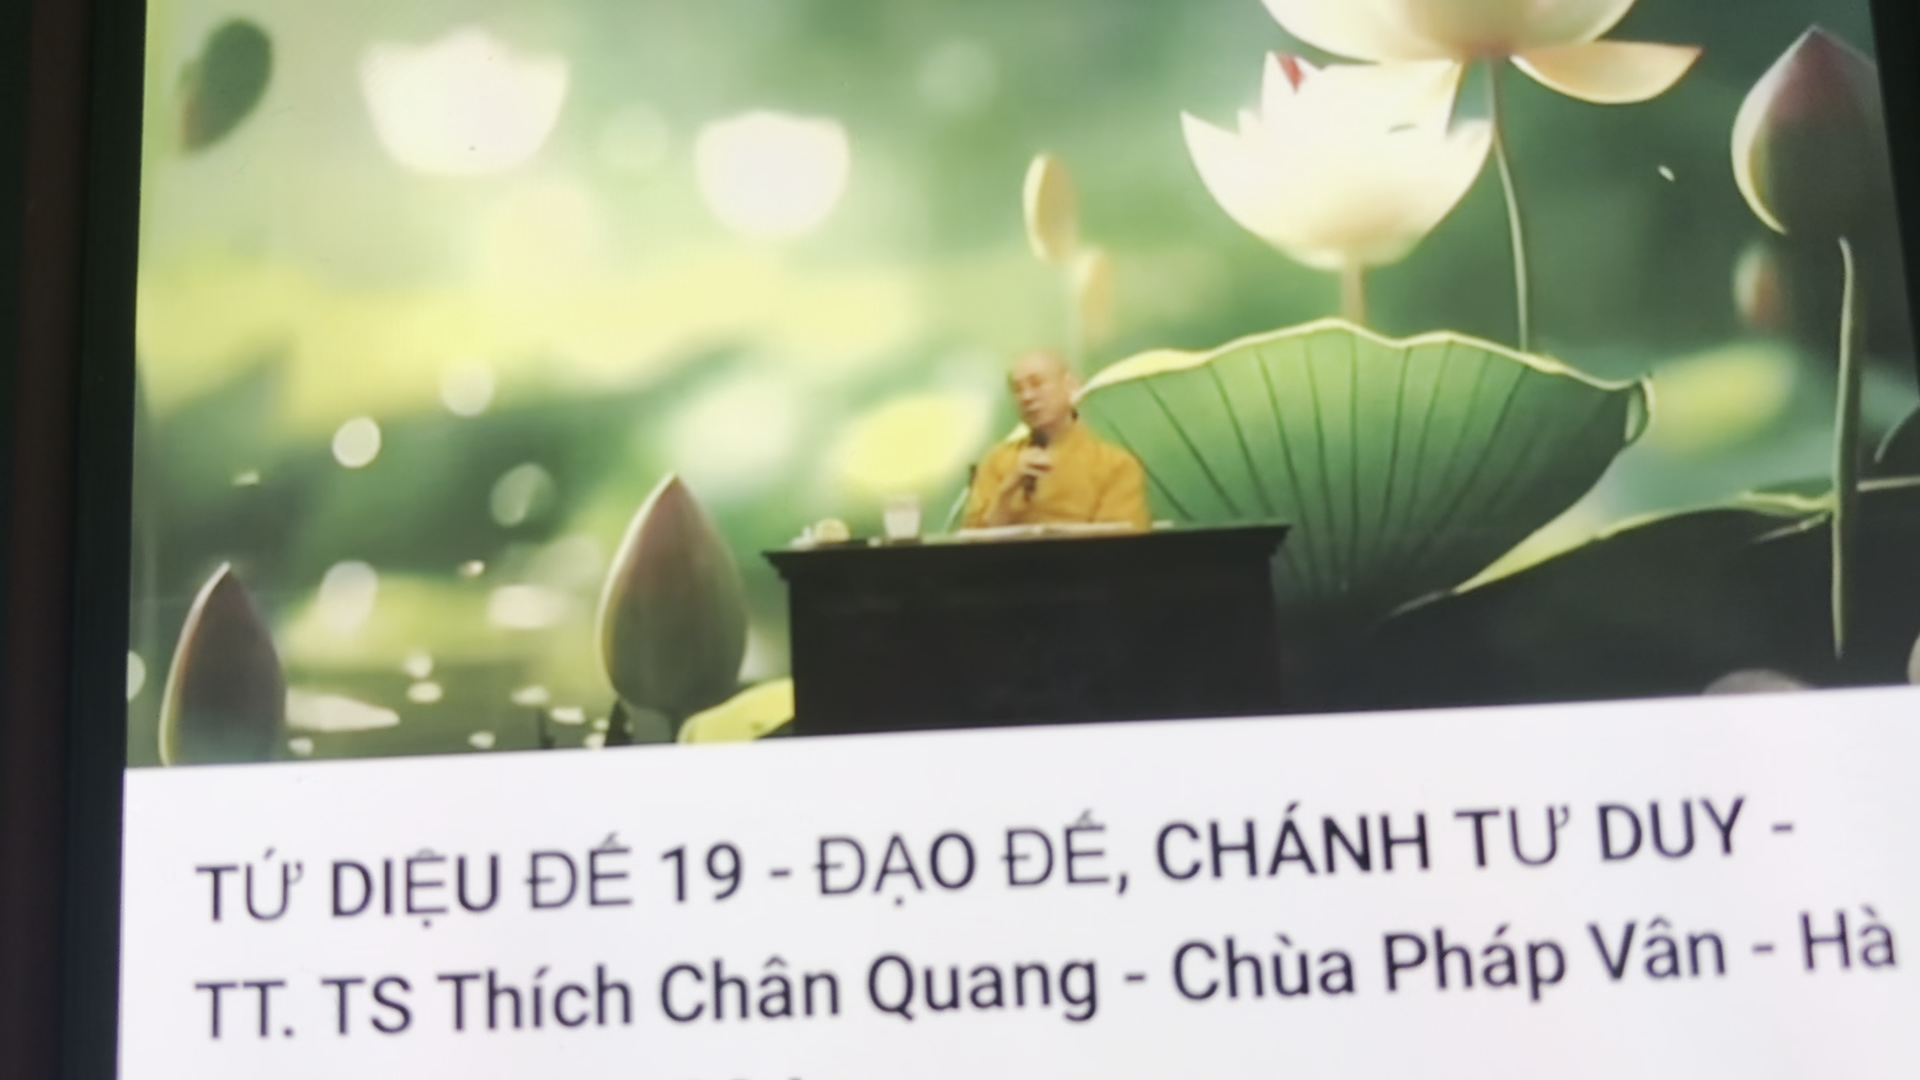 TỨ DIỆU ĐẾ 19 - ĐẠO ĐẾ, CHÁNH TƯ DUY -
TT. TS Thích Chân Quang - Chùa Pháp Vân - Hà